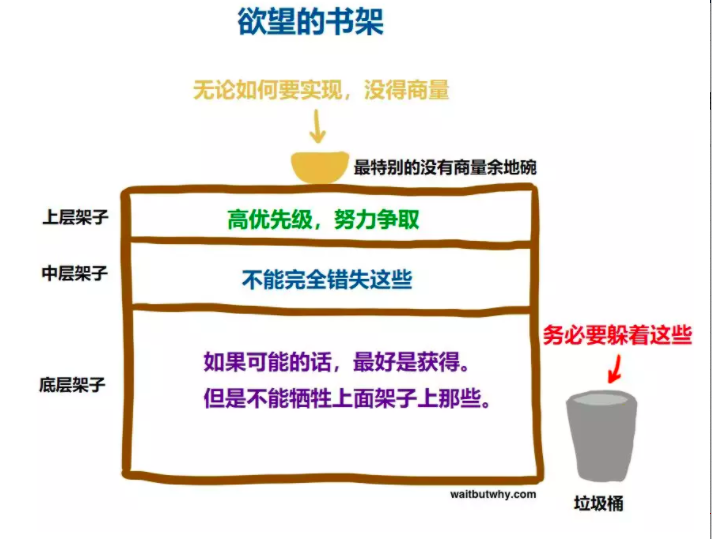 欲望的书架
无论如何要实现，没得商量
最特别的没有商量余地碗
上层架子
高优先级，努力争取
中层架子
不能完全错失这些
底层架子
如果可能的话，最好是获得。
但是不能牺牲上面架子上那些。
务必要躲着这些
waitbutwhy.com
垃圾桶